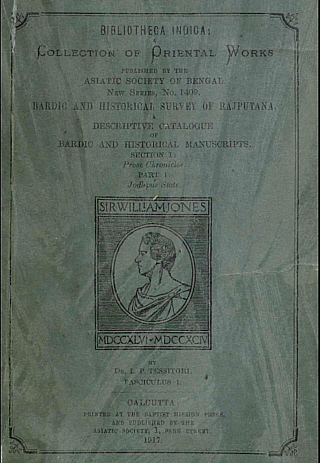 BIBLIOTHECA INDICA:
A
COLLECTION OF ORIENTAL WORKS
PUBLISHED BY THE
ASIATIC SOCIETY OF BENGAL.
NEW SERIES, No. 1409.
BARDIC AND HISTORICAL SURVEY OF RAJPUTANA.
A
DESCRIPTIVE CATALOGUE
OF
BARDIC AND HISTORICAL MANUSCRIPTS.
SECTION I:
Prose Chronicles.
PART I:
Jodhpur State.
SIRWILLIAMJONES
MDCCXLVI-MDCCXCIV
BY
DR. L. P. TESSITORI.
FASCICULUS I.
CALCUTTA:
PRINTED AT THE BAPTIST MISSION PRESS,
AND PUBLISHED BY THE
ASIATIC SOCIETY, 1, PARK STREET.
1917.